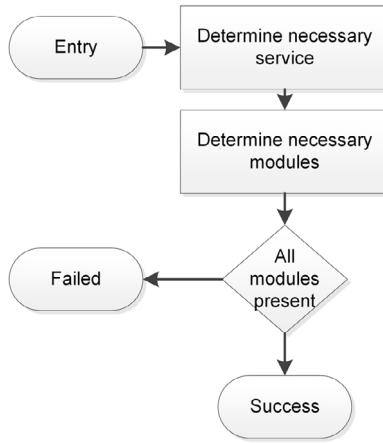 Entry
Determine necessary
service
Determine necessary
modules
All
modules
present
Failed
Success